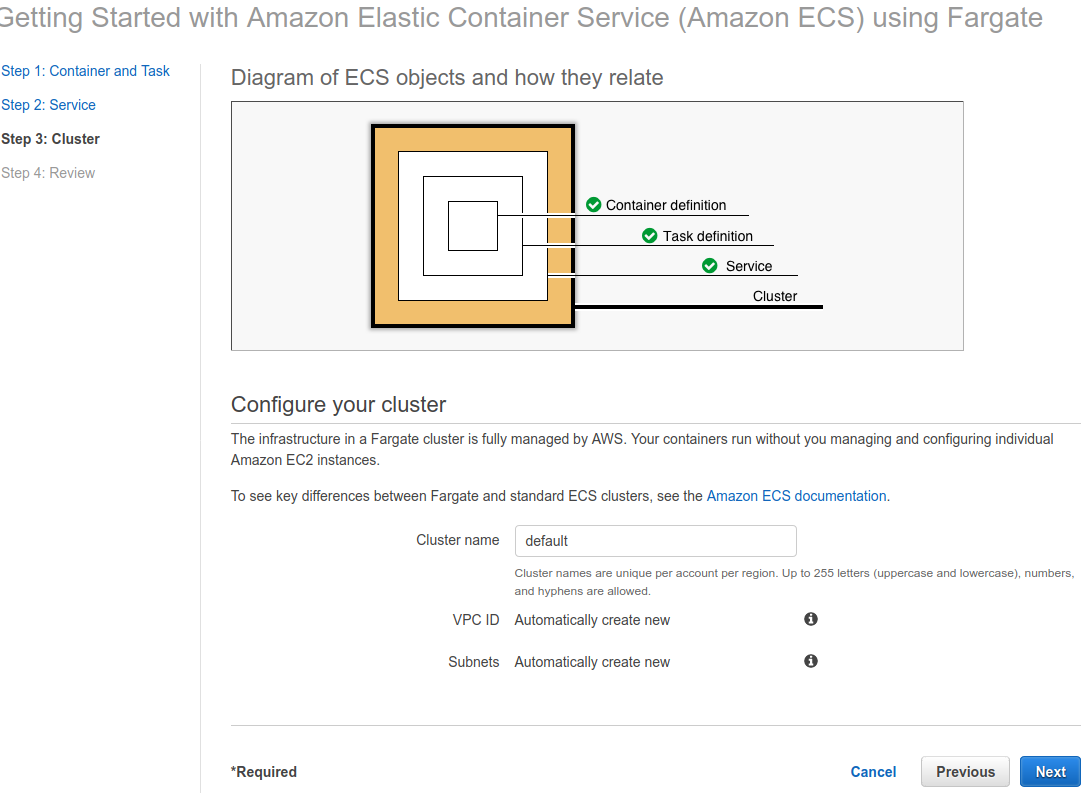 Getting Started with Amazon Elastic Container Service (Amazon ECS) using Fargate
Step 1: Container and Task
Step 2: Service
Step 3: Cluster
Step 4: Review
Diagram of ECS objects and how they relate
Container definition
Task definition
Service
Cluster
Configure your cluster
The infrastructure in a Fargate cluster is fully managed by AWS. Your containers run without you managing and configuring individual
Amazon EC2 instances.
To see key differences between Fargate and standard ECS clusters, see the Amazon ECS documentation.
Cluster name
default
Cluster names are unique per account per region. Up to 255 letters (uppercase and lowercase), numbers,
and hyphens are allowed.
VPC ID Automatically create new
Subnets Automatically create new
*Required
Cancel Previous Next